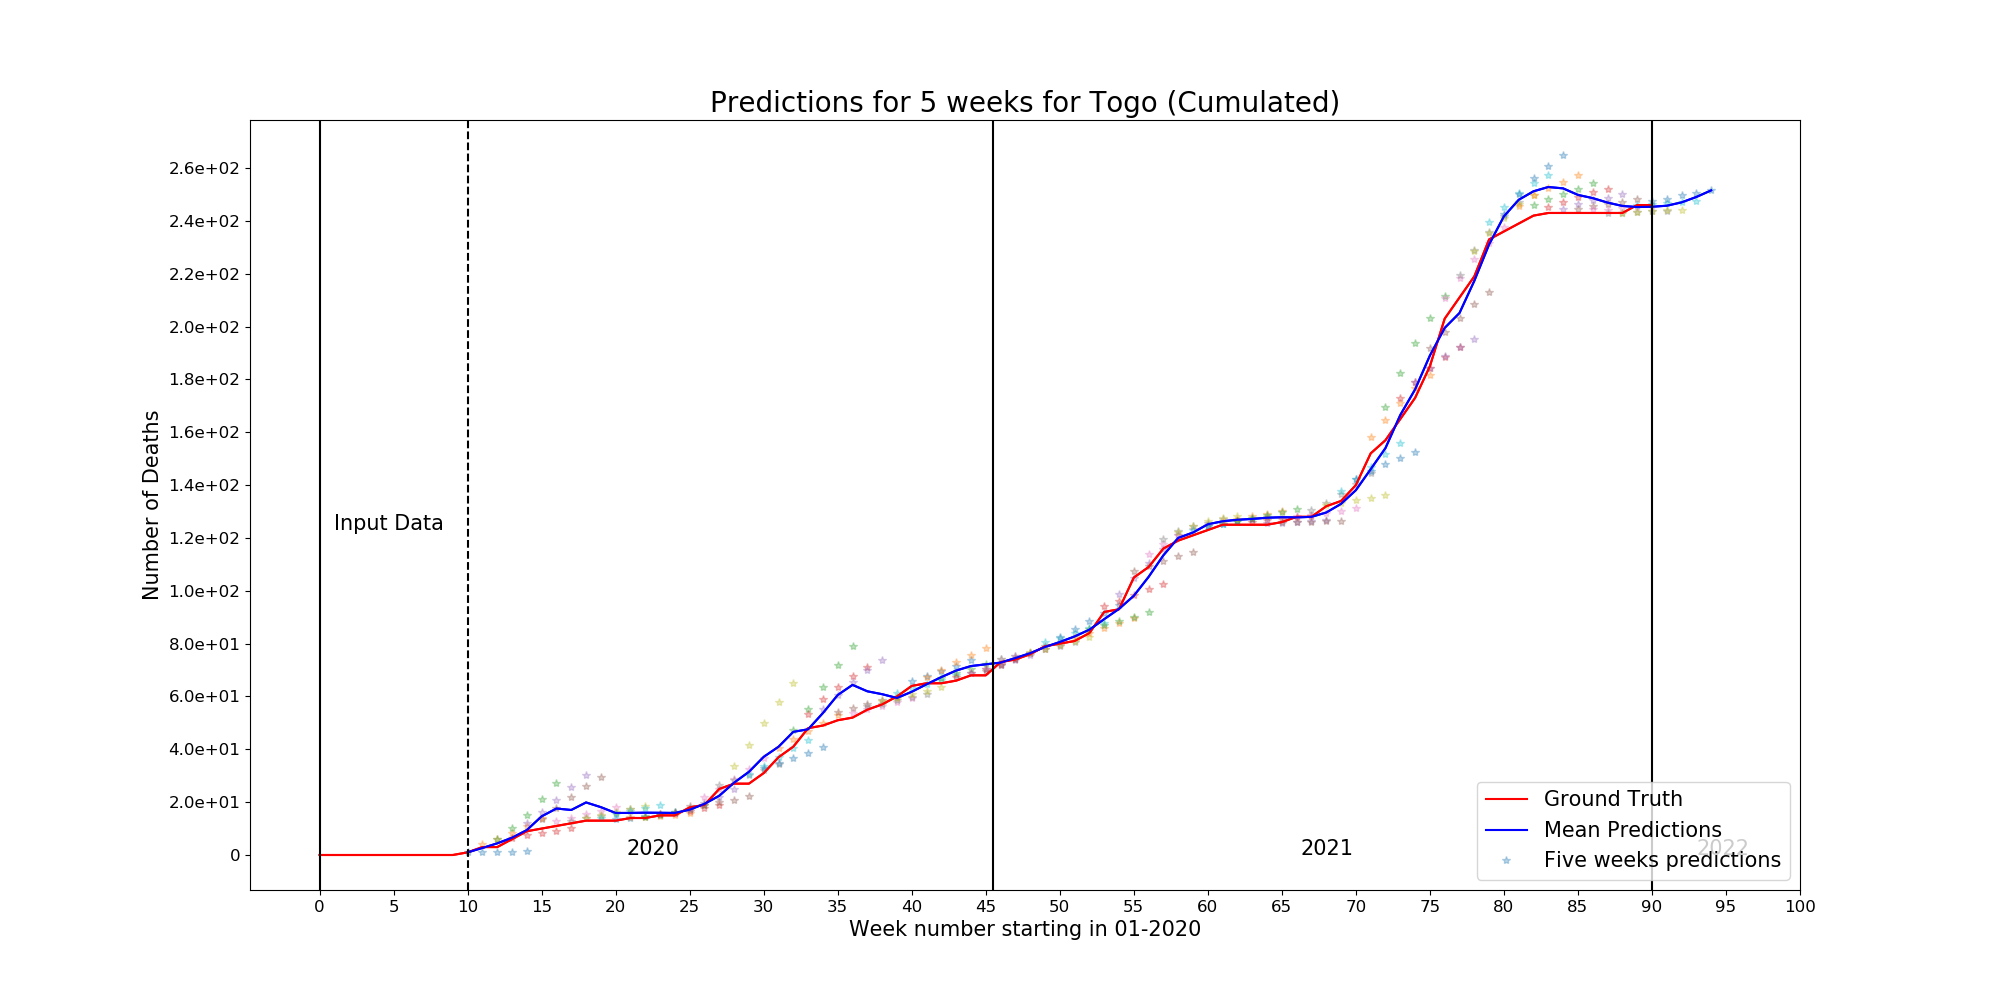 Predictions for 5 weeks for Togo (Cumulated)
2.6e+02
2.4e+02
2.2e+02
2.0e+02
1.8e+02
1.6e+02
1.4e+02
1.2e+02
1.0e+02
8.0e+01
6.0e+01
4.0e+01
2.0e+01
0
Number of Deaths
Input Data
2020
2021
2022
Ground Truth
Mean Predictions
Five weeks predictions
0 5 10 15 20 25 30 35 40 45 50 55 60 65 70 75 80 85 90 95 100
Week number starting in 01-2020